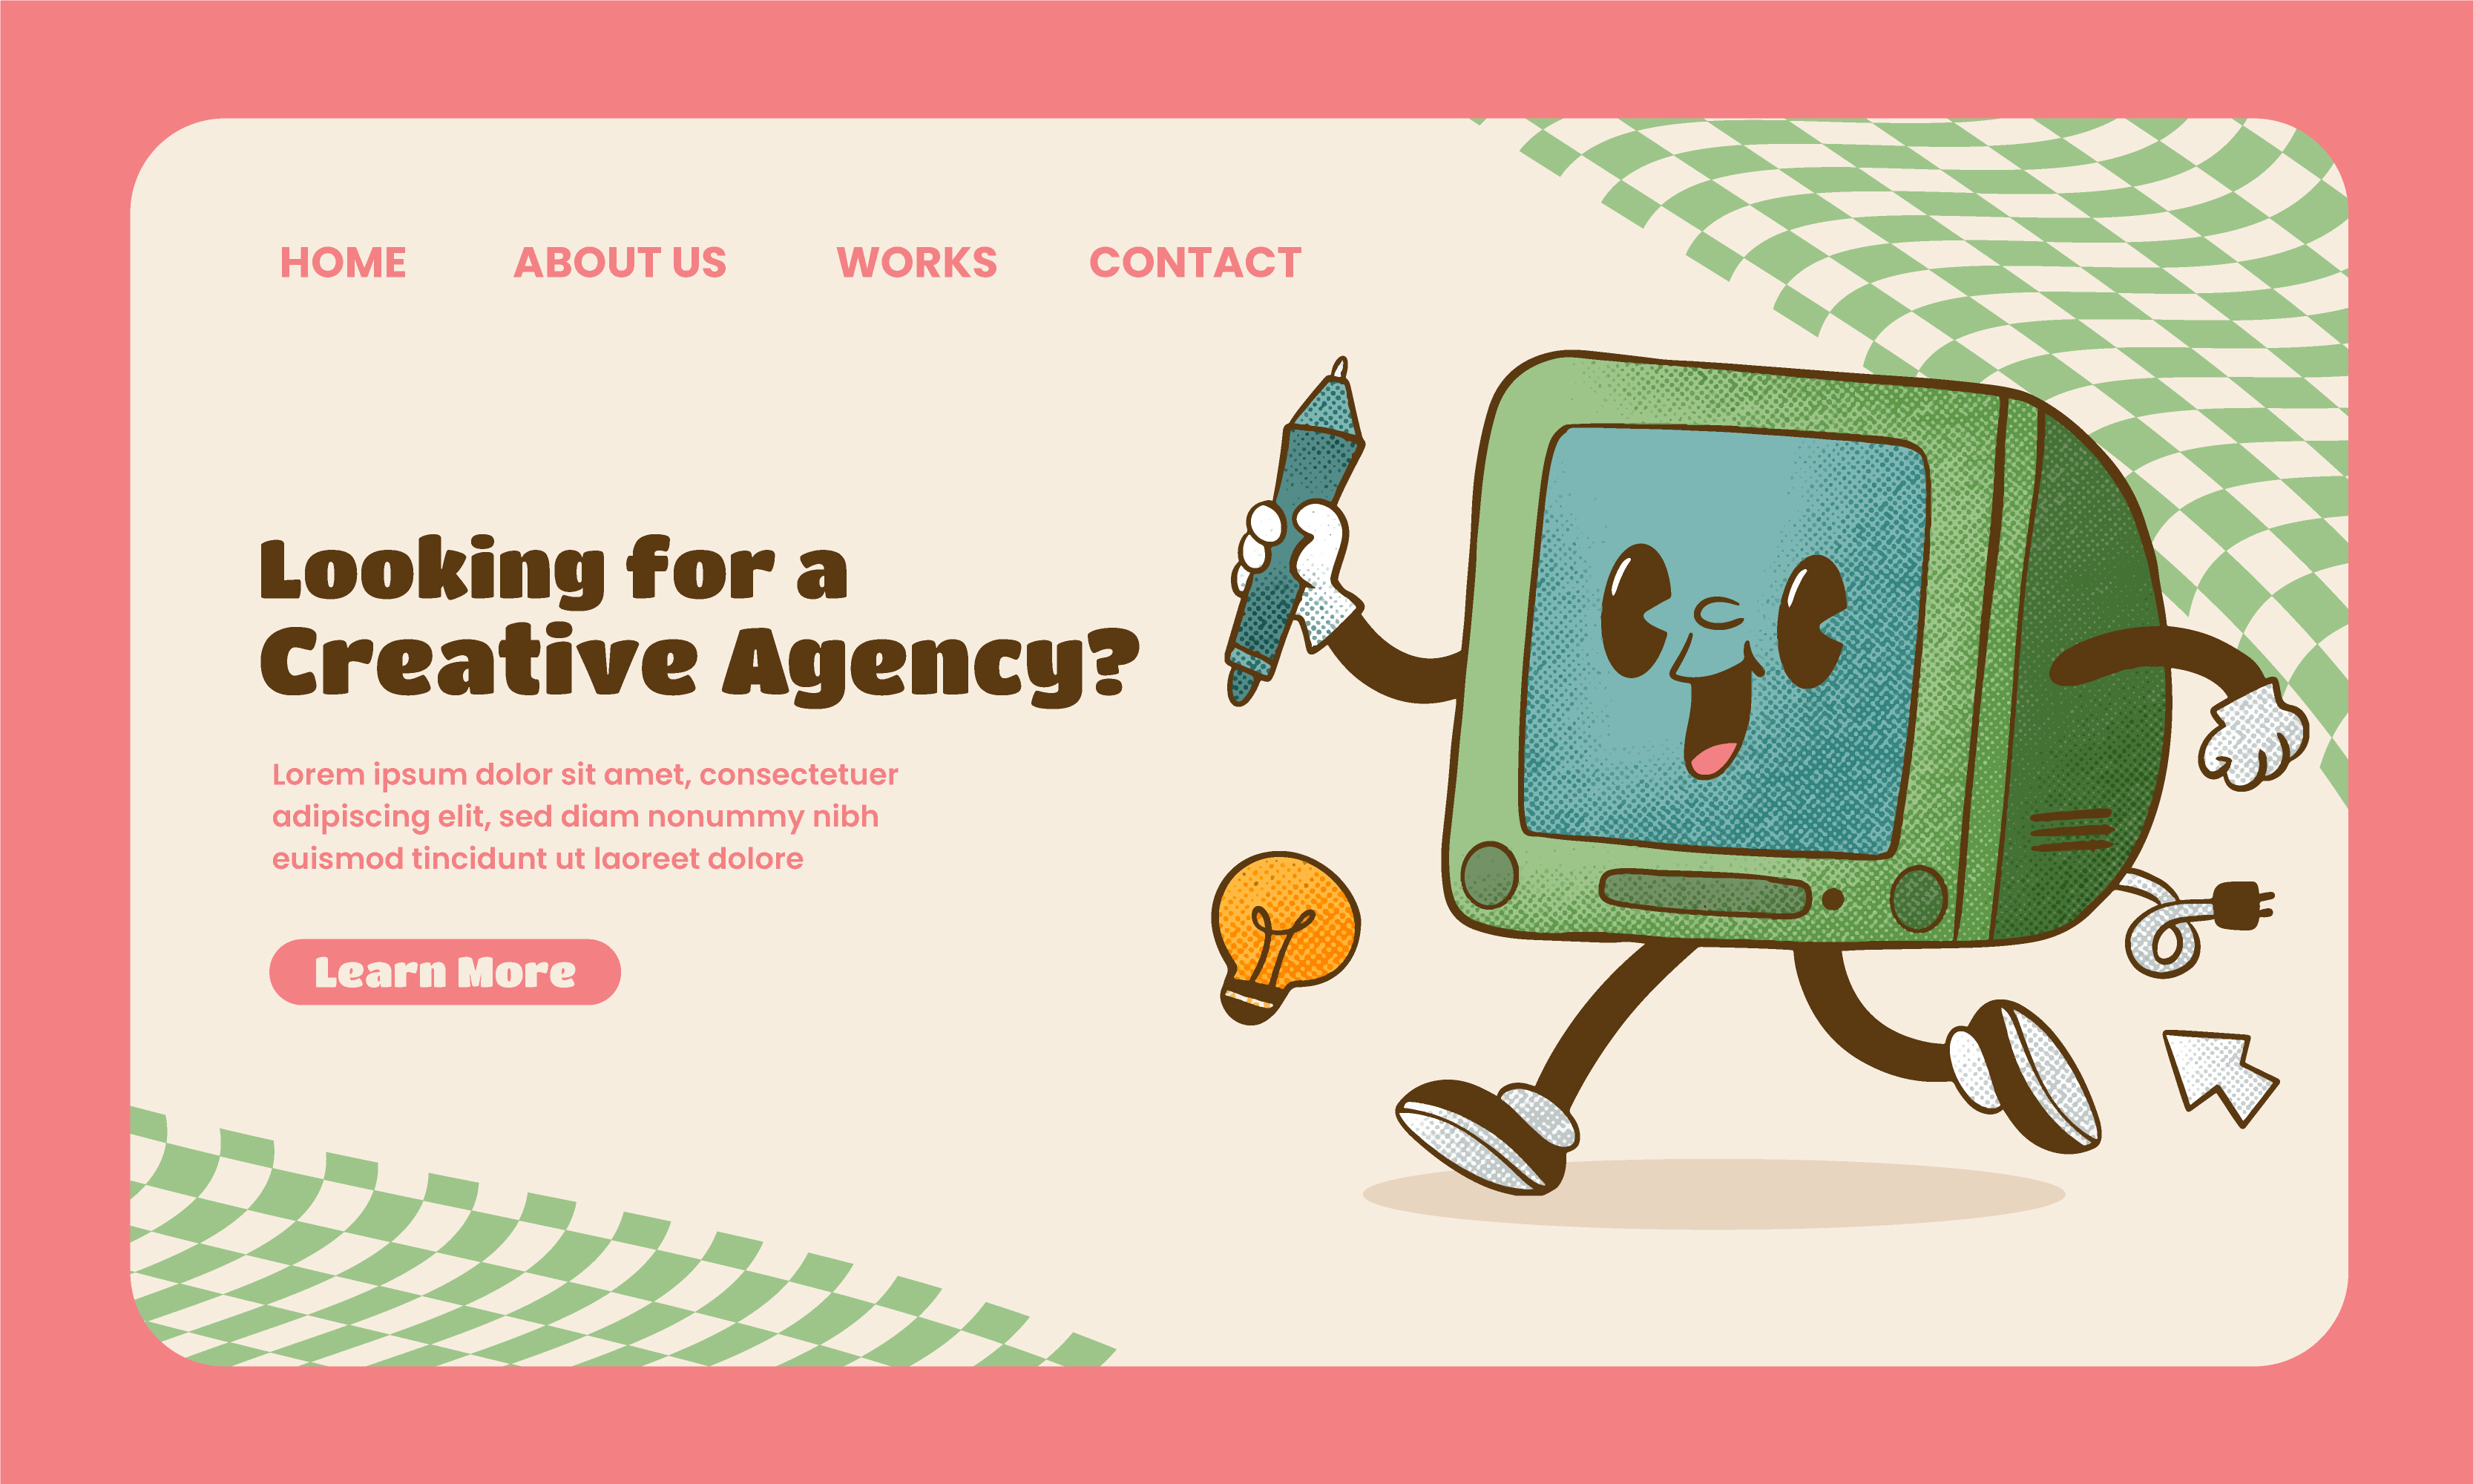 HOME ABOUT US WORKS CONTACT
Looking for a
Creative Agency?
Lorem ipsum dolor sit amet, consectetuer
adipiscing elit, sed diam nonummy nibh
euismod tincidunt ut laoreet dolore
Learn More